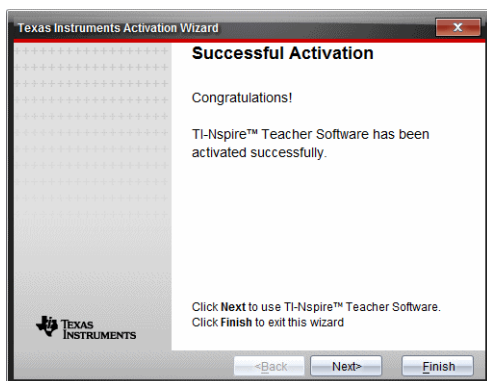 Texas Instruments Activation Wizard
X
Successful Activation
Congratulations!
TI-Nspire™ Teacher Software has been
activated successfully.
Click Next to use TI-Nspire™ Teacher Software.
Click Finish to exit this wizard
TEXAS
INSTRUMENTS
<Back Next> Finish